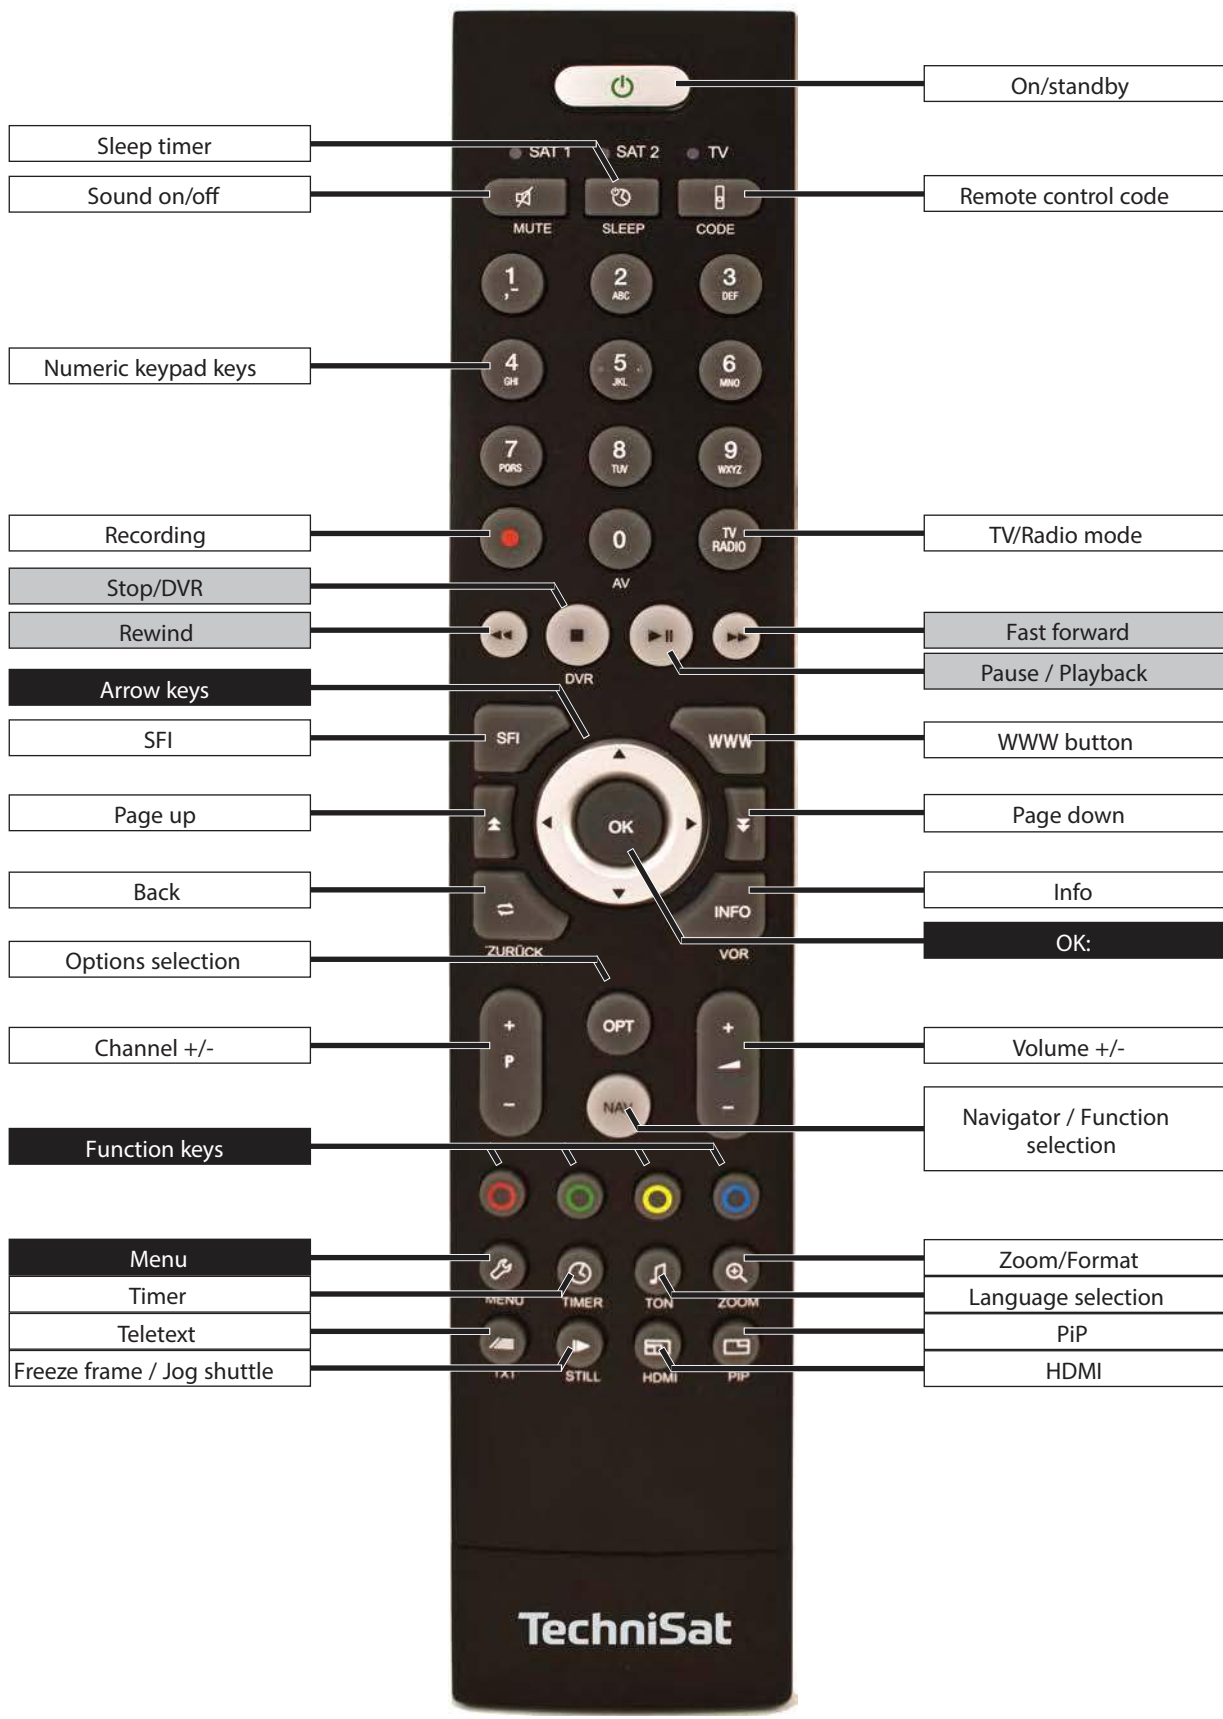 On/standby
Sleep timer
SAT 1 SAT 2 TV
Sound on/off
Remote control code
MUTE SLEEP CODE
1 2 3
,- ABC DEF
Numeric keypad keys
4 5 6
GHI JKL MNO
7 8 9
PQRS TUV WXYZ
Recording
0
TV
RADIO
TV/Radio mode
AV
Stop/DVR
Rewind
Fast forward
Pause / Playback
DVR
Arrow keys
SFI
SFI
WWW
WWW button
Page up
OK
Page down
Back
INFO
Info
OK:
ZURÜCK VOR
Options selection
OPT
+ +
Channel +/-
P
Volume +/-
- -
NAV
Navigator / Function
selection
Function keys
Menu
Zoom/Format
Timer
MENU TIMER TON ZOOM
Language selection
Teletext
PiP
Freeze frame / Jog shuttle
TXT STILL HDMI PIP
HDMI
TechniSat